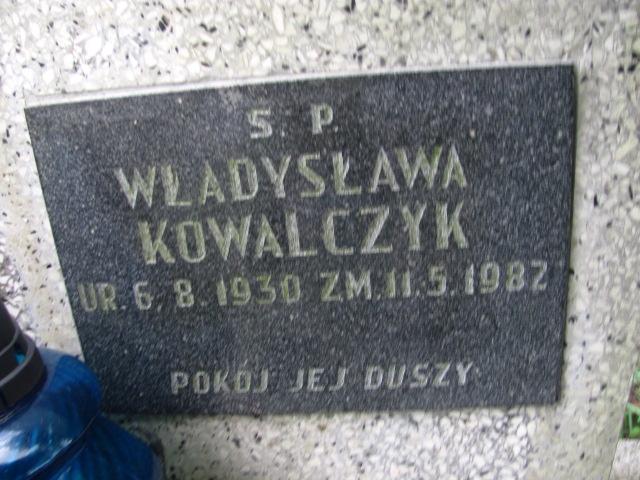 S. P.
WŁADYSŁAWA
KOWALCZYK
UR. 6. 8. 1930 ZM. 11. 5. 1982
POKÓJ JEJ DUSZY